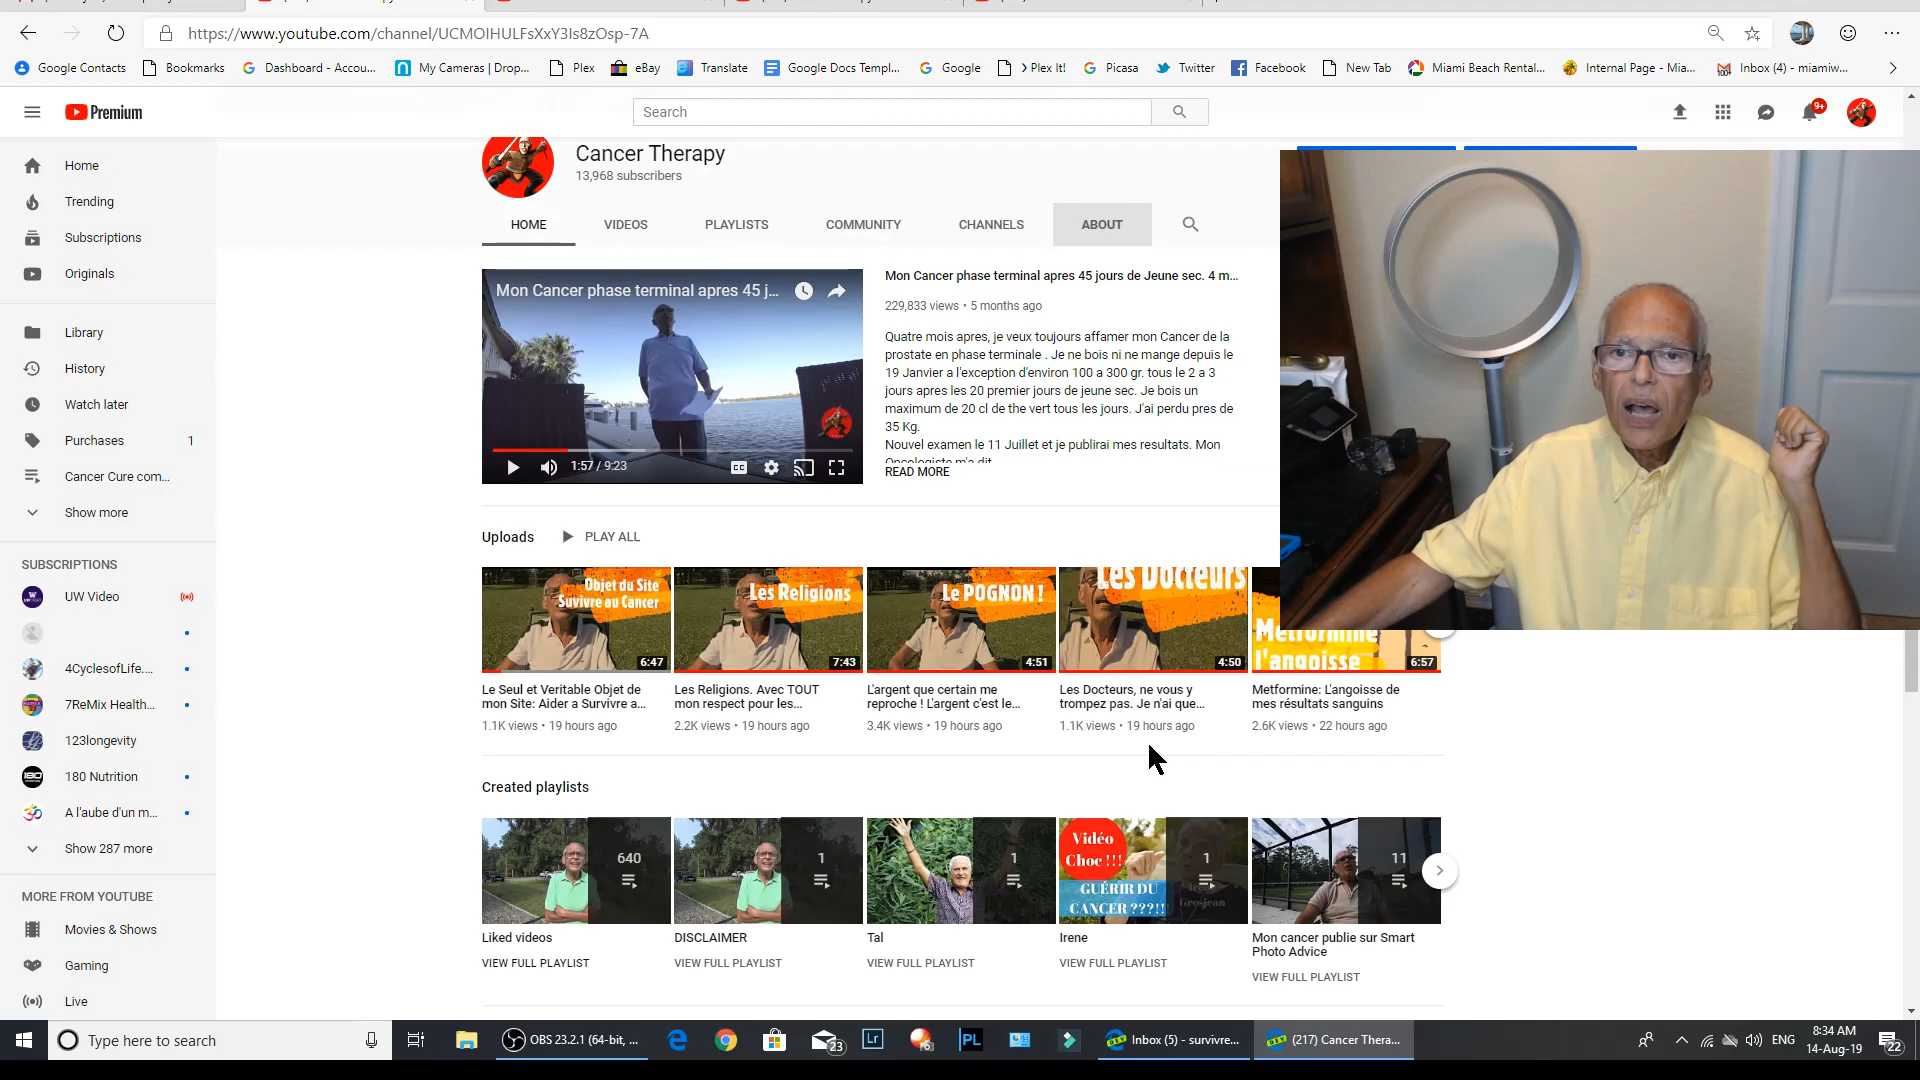 https://www.youtube.com/channel/UCMOIHULFsXxY3Is8zOsp-7A
Google Contacts
Bookmarks
Dashboard - Accou...
My Cameras | Drop...
Plex
eBay
Translate
Google Docs Templ...
Google
> Plex It!
Picasa
Twitter
Facebook
New Tab
Miami Beach Rental...
Internal Page - Mia...
Inbox (4) - miamiw...
Premium
Search
9+
Home
Trending
Subscriptions
Originals
Library
History
Watch later
Purchases 1
Cancer Cure com...
Show more
SUBSCRIPTIONS
UW Video
4CyclesofLife....
7ReMix Health...
123longevity
180 Nutrition
A l'aube d'un m...
Show 287 more
MORE FROM YOUTUBE
Movies & Shows
Gaming
Live
Cancer Therapy
13,968 subscribers
HOME
VIDEOS
PLAYLISTS
COMMUNITY
CHANNELS
ABOUT
Mon Cancer phase terminal apres 45 j...
1:57 / 9:23
CC
Mon Cancer phase terminal apres 45 jours de Jeune sec. 4 m...
229,833 views • 5 months ago
Quatre mois apres, je veux toujours affamer mon Cancer de la
prostate en phase terminale . Je ne bois ni ne mange depuis le
19 Janvier a l'exception d'environ 100 a 300 gr. tous le 2 a 3
jours apres les 20 premier jours de jeune sec. Je bois un
maximum de 20 cl de the vert tous les jours. J'ai perdu pres de
35 Kg.
Nouvel examen le 11 Juillet et je publirai mes resultats. Mon
Oncologiste m'a dit
READ MORE
Uploads
PLAY ALL
Objet du Site
Suvivre au Cancer
6:47
Les Religions
7:43
Le POGNON !
4:51
Les Docteurs
4:50
Metformine
l'angoisse
6:57
Le Seul et Veritable Objet de
mon Site: Aider a Survivre a...
1.1K views • 19 hours ago
Les Religions. Avec TOUT
mon respect pour les...
2.2K views • 19 hours ago
L'argent que certain me
reproche ! L'argent c'est le...
3.4K views • 19 hours ago
Les Docteurs, ne vous y
trompez pas. Je n'ai que...
1.1K views • 19 hours ago
Metformine: L'angoisse de
mes résultats sanguins
2.6K views • 22 hours ago
Created playlists
640
1
1
Vidéo
Choc !!!
GUÉRIR DU
CANCER ???!!
1
Grosjean
11
Liked videos
VIEW FULL PLAYLIST
DISCLAIMER
VIEW FULL PLAYLIST
Tal
VIEW FULL PLAYLIST
Irene
VIEW FULL PLAYLIST
Mon cancer publie sur Smart
Photo Advice
VIEW FULL PLAYLIST
Type here to search
OBS 23.2.1 (64-bit, ...
23
Lr
PL
Inbox (5) - survivre...
(217) Cancer Thera...
ENG
8:34 AM
14-Aug-19
22